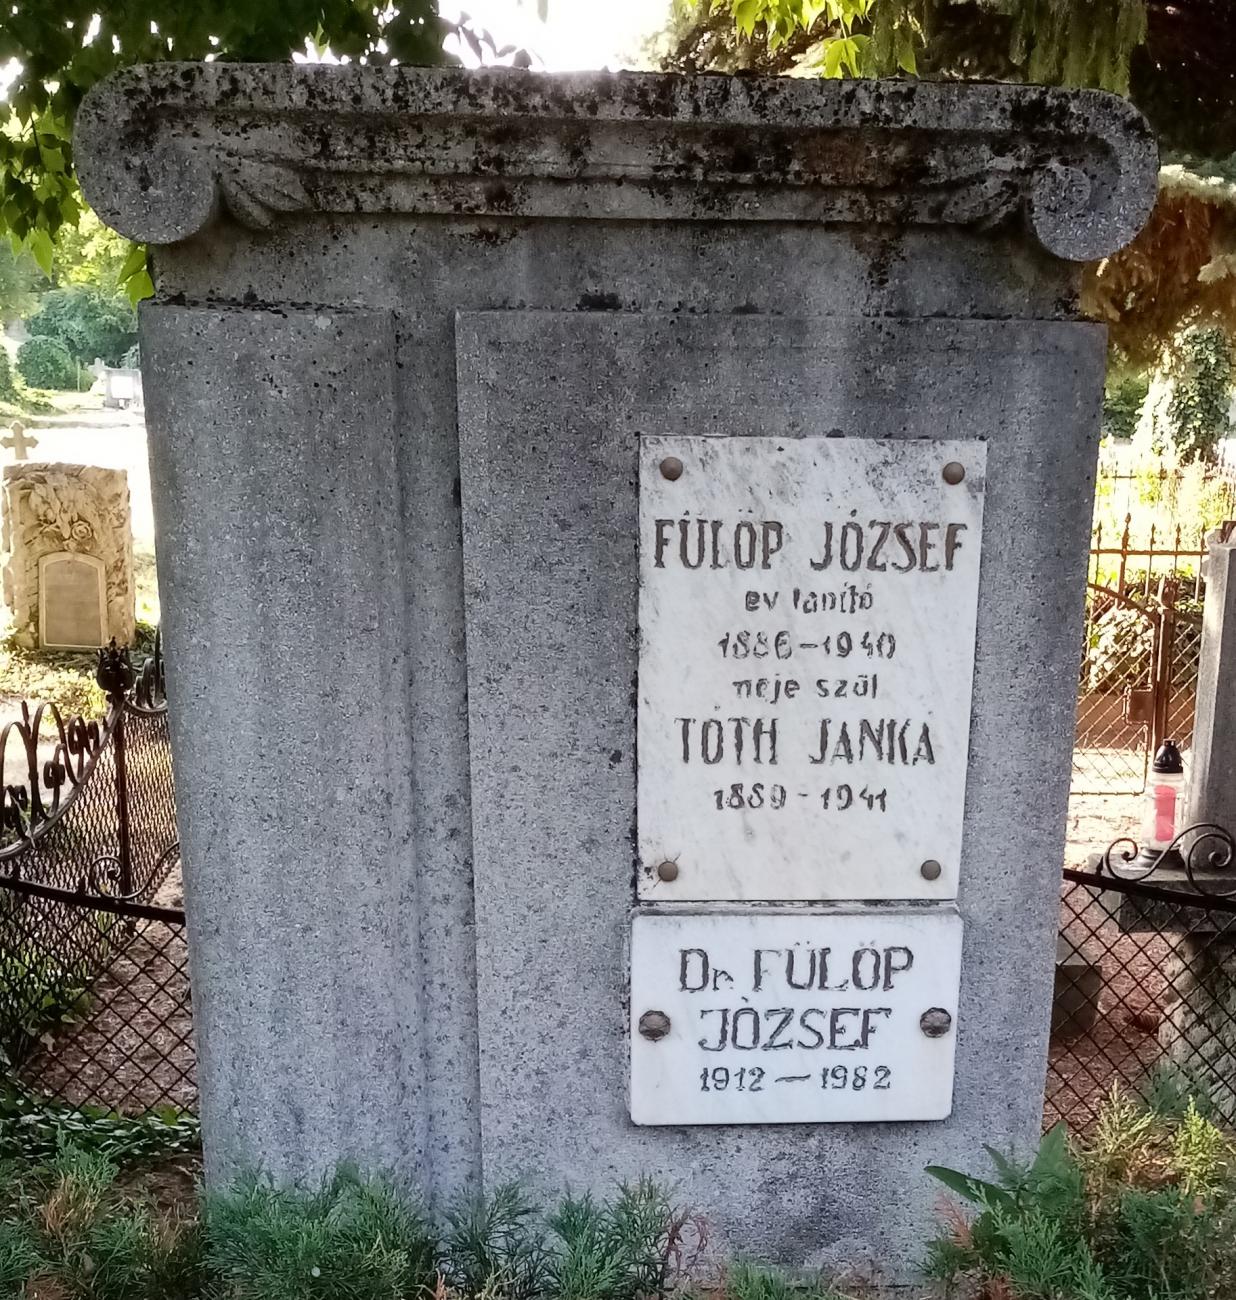 FÜLÖP JÓZSEF
ev tanító
1886-1940
neje szül
TÓTH JANKA
1889-1941
Dr. FÜLÖP
JÓZSEF
1912-1982